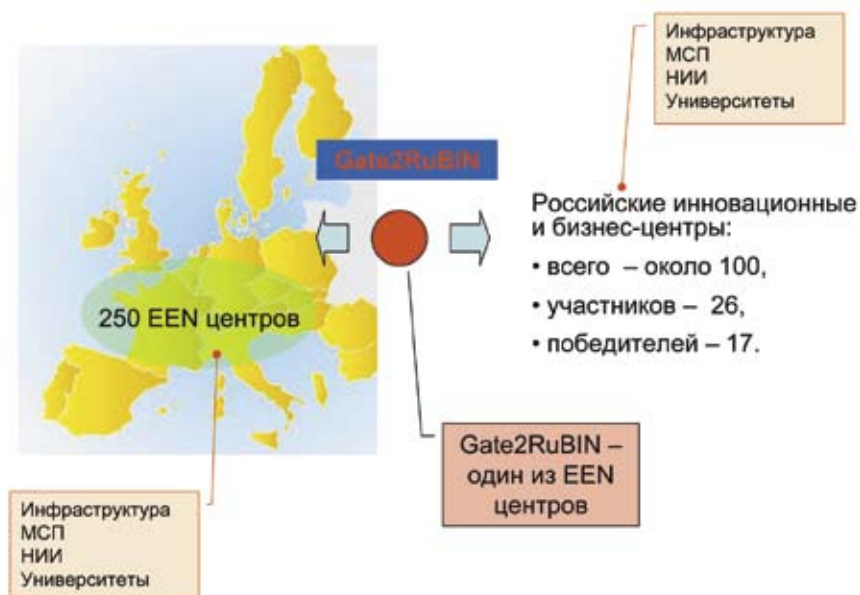 Инфраструктура
МСП
НИИ
Университеты
Gate2RuBIN
Российские инновационные
и бизнес-центры:
• всего – около 100,
• участников – 26,
• победителей – 17.
250 EEN центров
Gate2RuBIN –
один из EEN
центров
Инфраструктура
МСП
НИИ
Университеты